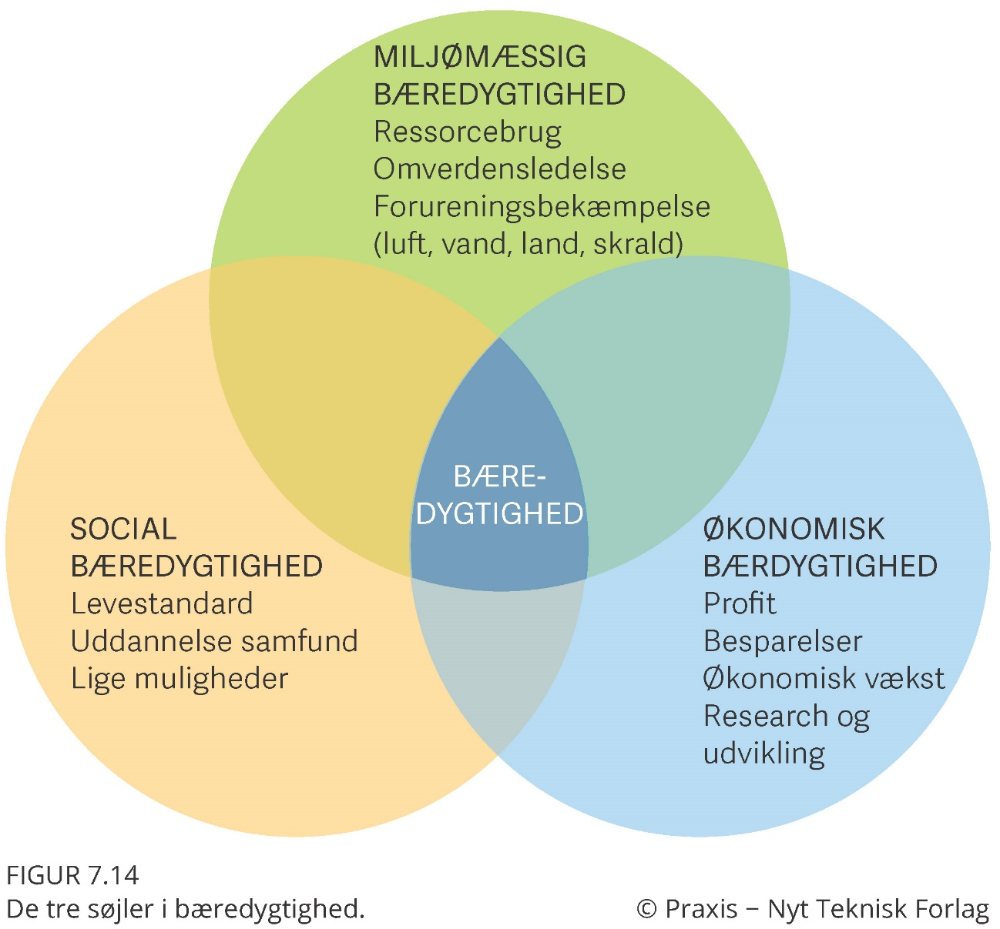 MILJØMÆSSIG
BÆREDYGTIGHED
Ressorcebrug
Omverdensledelse
Forureningsbekæmpelse
(luft, vand, land, skrald)
BÆRE-
DYGTIGHED
SOCIAL
BÆREDYGTIGHED
Levestandard
Uddannelse samfund
Lige muligheder
ØKONOMISK
BÆRDYGTIGHED
Profit
Besparelser
Økonomisk vækst
Research og
udvikling
FIGUR 7.14
De tre søjler i bæredygtighed.
© Praxis – Nyt Teknisk Forlag